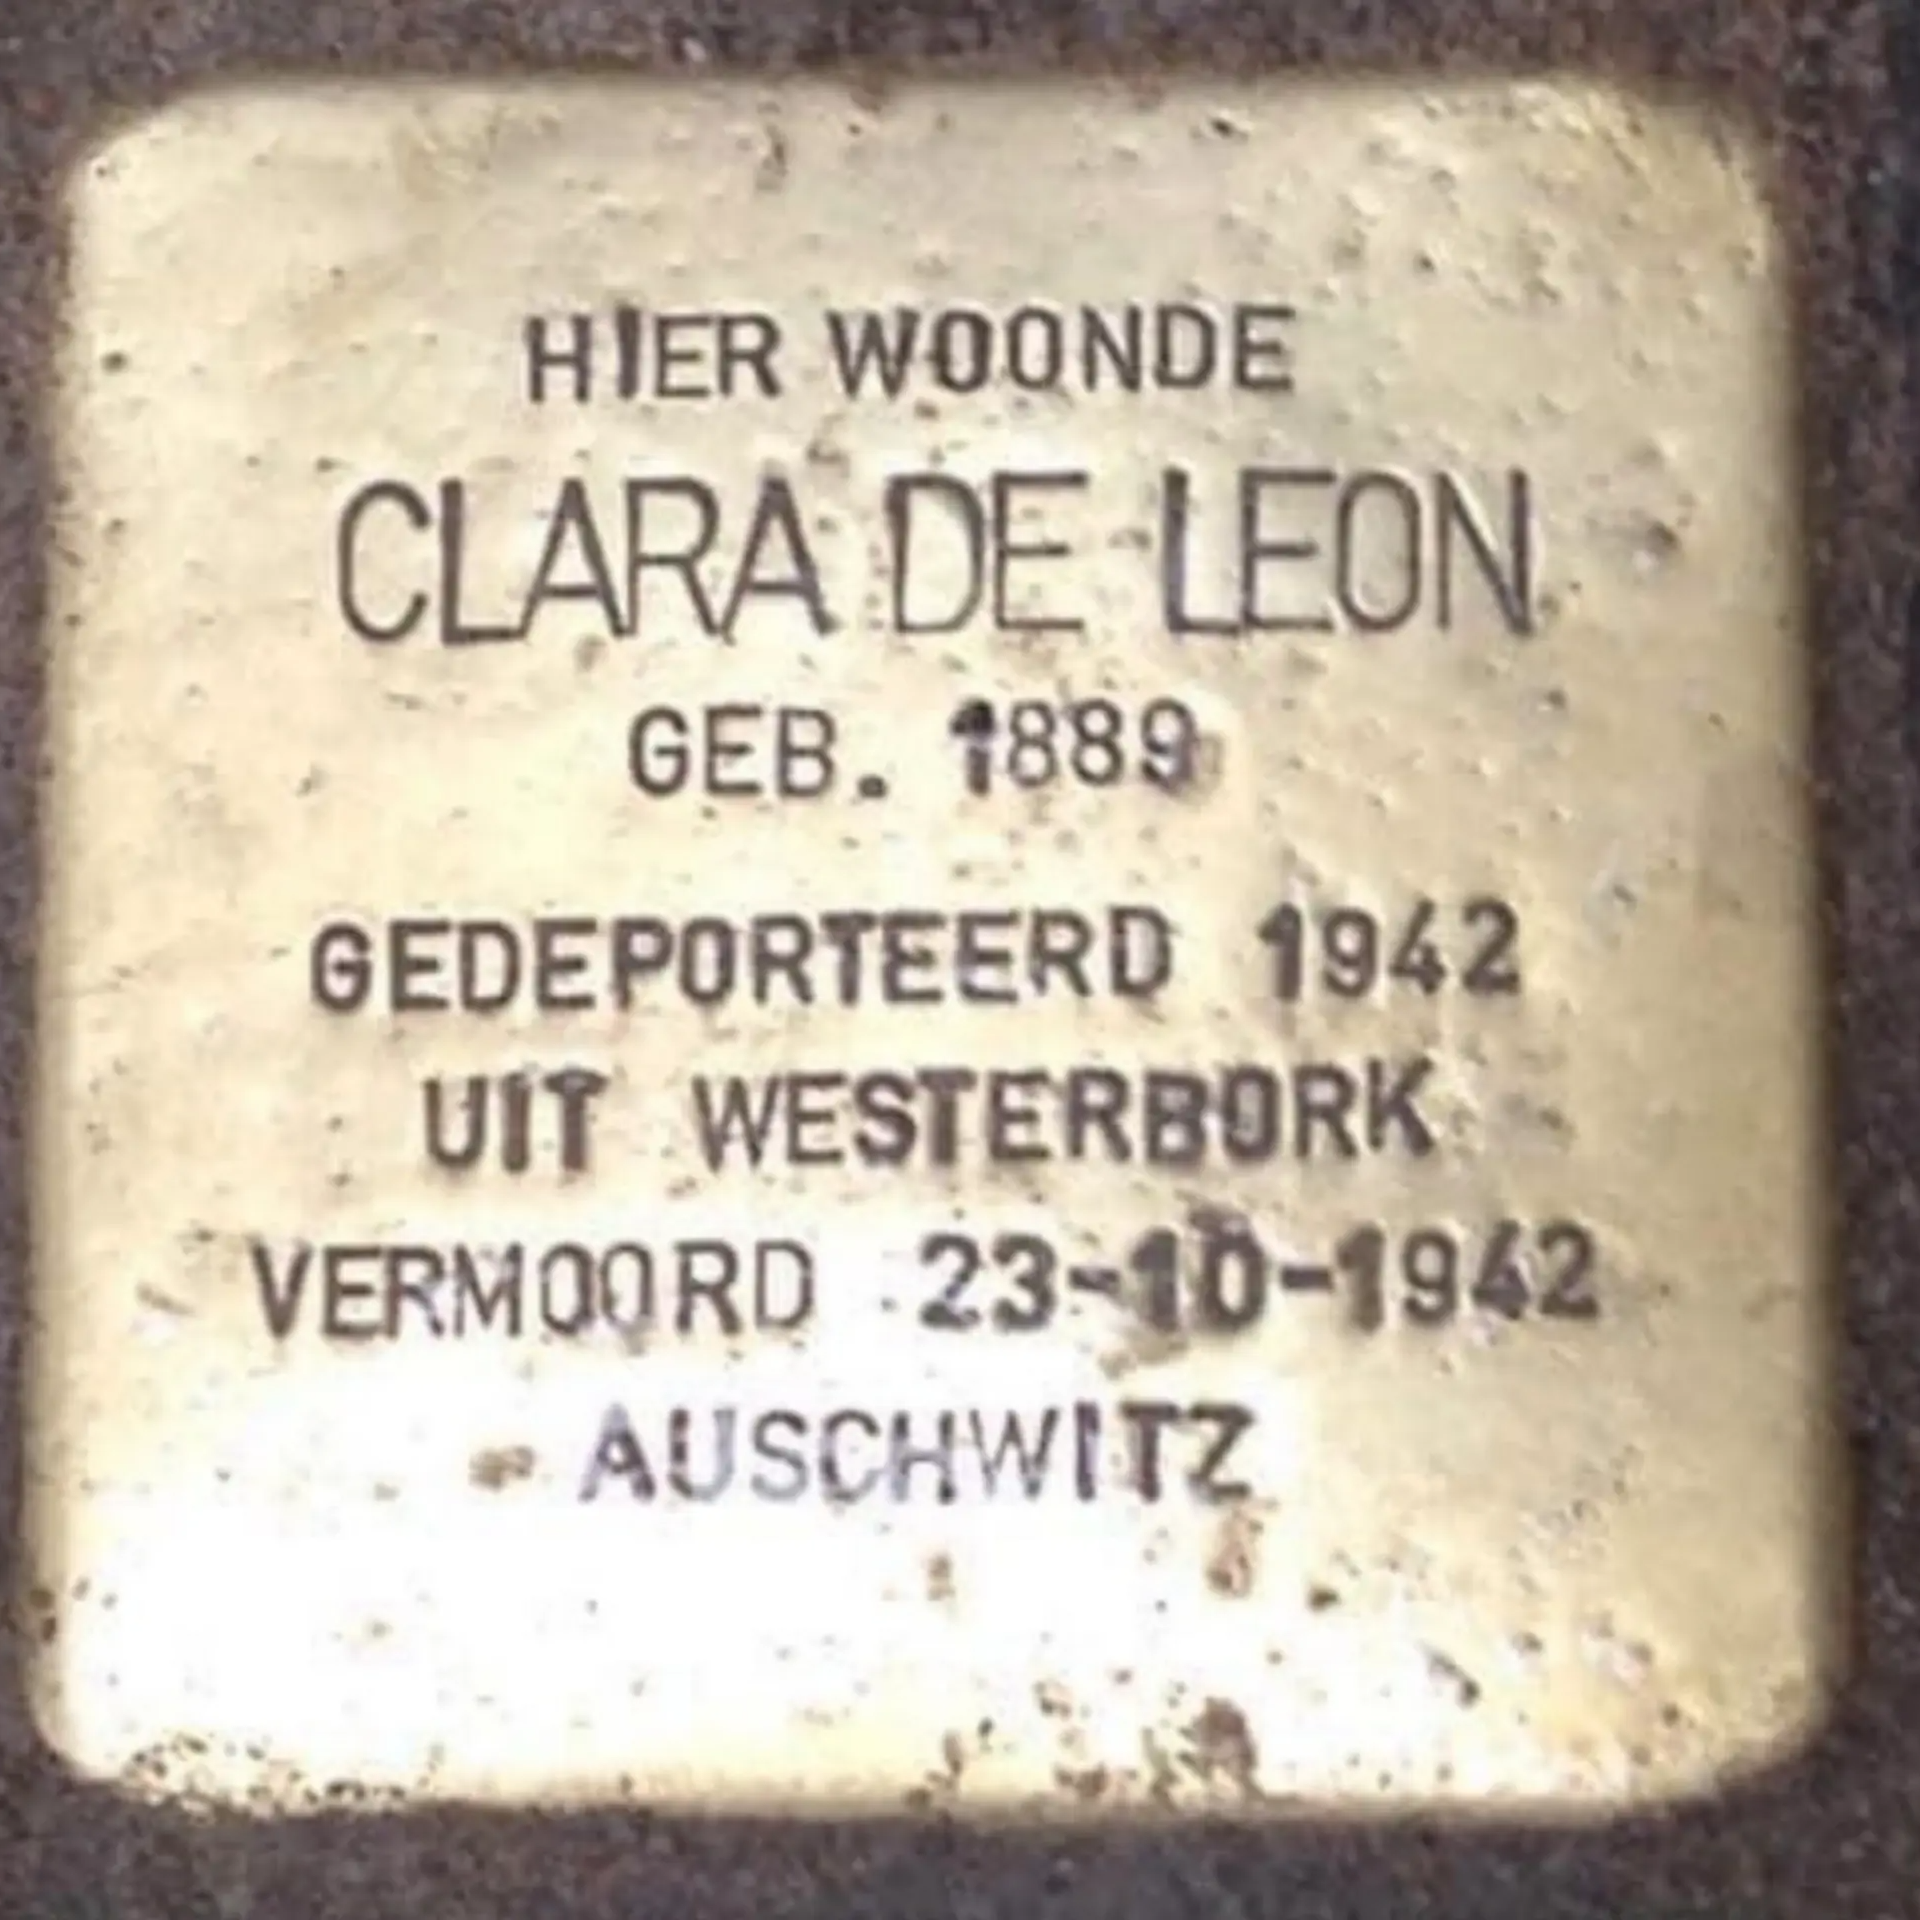 HIER WOONDE
CLARA DE LEON
GEB. 1889
GEDEPORTEERD 1942
UIT WESTERBORK
VERMOORD 23-10-1942
AUSCHWITZ